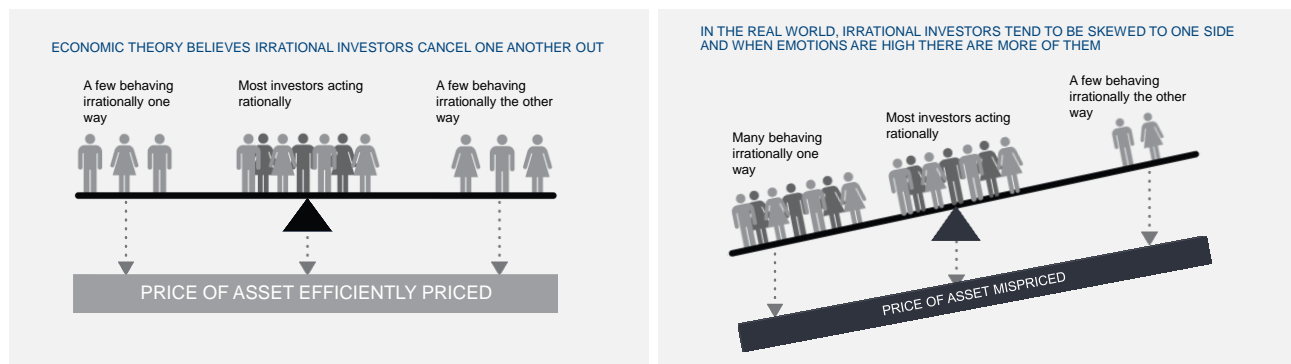 ECONOMIC THEORY BELIEVES IRRATIONAL INVESTORS CANCEL ONE ANOTHER OUT
A few behaving
irrationally one
way
Most investors acting
rationally
A few behaving
irrationally the other
way
PRICE OF ASSET EFFICIENTLY PRICED
IN THE REAL WORLD, IRRATIONAL INVESTORS TEND TO BE SKEWED TO ONE SIDE
AND WHEN EMOTIONS ARE HIGH THERE ARE MORE OF THEM
Many behaving
irrationally one
way
Most investors acting
rationally
A few behaving
irrationally the other
way
PRICE OF ASSET MISPRICED